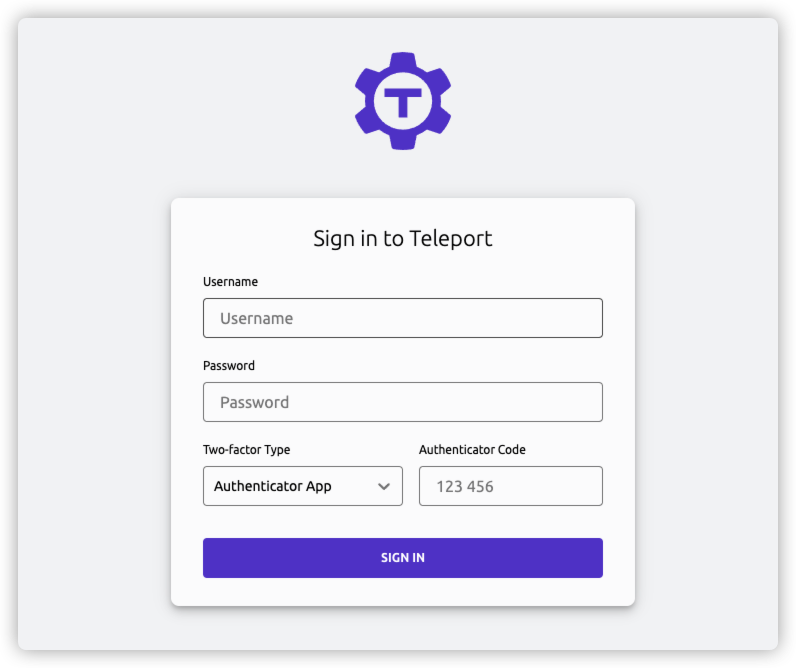 T
Sign in to Teleport
Username
Username
Password
Password
Two-factor Type Authenticator Code
Authenticator App 123 456
SIGN IN